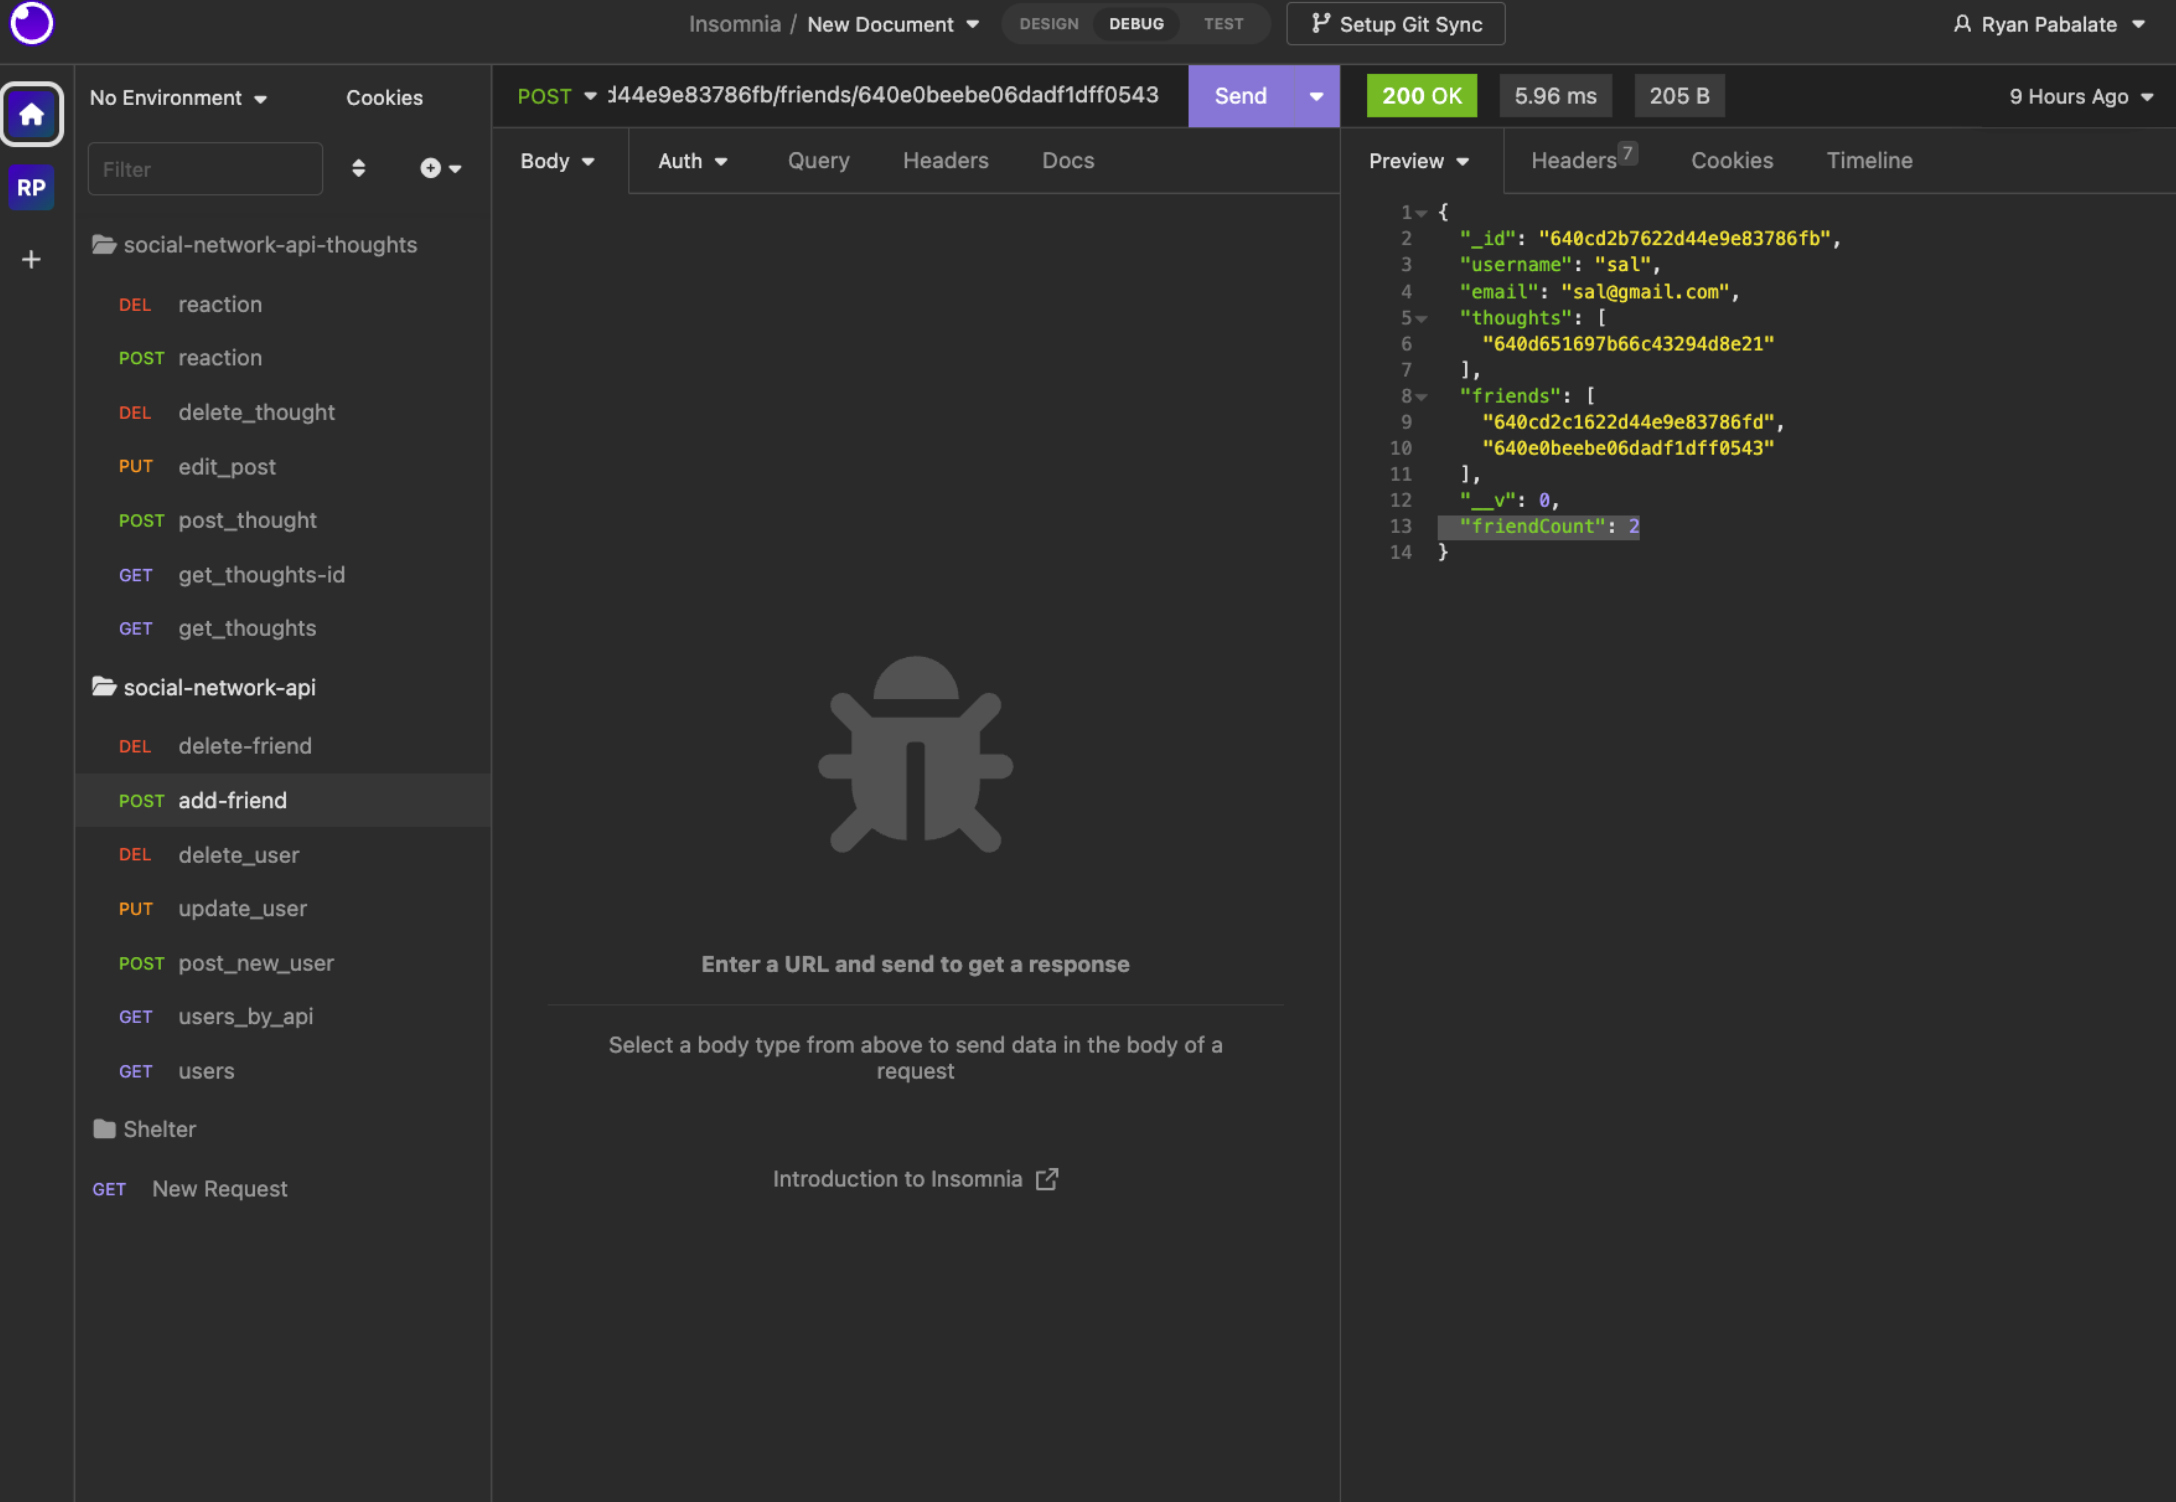 Insomnia / New Document
DESIGN DEBUG TEST
Setup Git Sync
Ryan Pabalate
RP
+
No Environment
Cookies
Filter
social-network-api-thoughts
DEL reaction
POST reaction
DEL delete_thought
PUT edit_post
POST post_thought
GET get_thoughts-id
GET get_thoughts
social-network-api
DEL delete-friend
POST add-friend
DEL delete_user
PUT update_user
POST post_new_user
GET users_by_api
GET users
Shelter
GET New Request
POST d44e9e83786fb/friends/640e0beebe06dadf1dff0543 Send
Body Auth Query Headers Docs
Enter a URL and send to get a response
Select a body type from above to send data in the body of a
request
Introduction to Insomnia
200 OK 5.96 ms 205 B 9 Hours Ago
Preview Headers 7 Cookies Timeline
1 {
2 "_id": "640cd2b7622d44e9e83786fb",
3 "username": "sal",
4 "email": "sal@gmail.com",
5 "thoughts": [
6 "640d651697b66c43294d8e21"
7 ],
8 "friends": [
9 "640cd2c1622d44e9e83786fd",
10 "640e0beebe06dadf1dff0543"
11 ],
12 "__v": 0,
13 "friendCount": 2
14 }